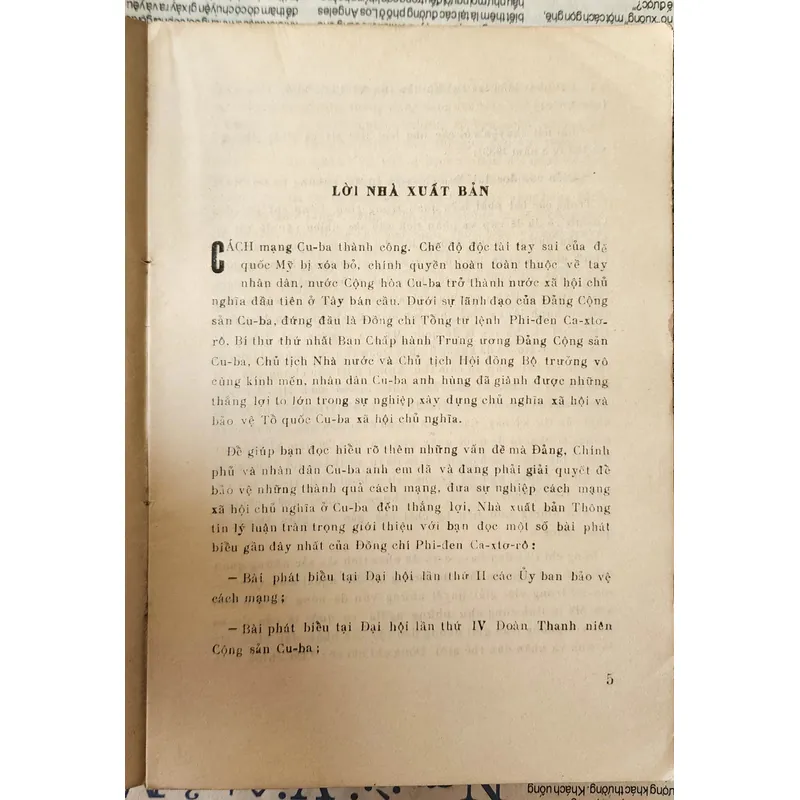 LỜI NHÀ XUẤT BẢN
CÁCH mạng Cu-ba thành công. Chế độ độc tài tay sai của đế
quốc Mỹ bị xóa bỏ, chính quyền hoàn toàn thuộc về tay
nhân dân, nước Cộng hòa Cu-ba trở thành nước xã hội chủ
nghĩa đầu tiên ở Tây bán cầu. Dưới sự lãnh đạo của Đảng Cộng
sản Cu-ba, đứng đầu là Đồng chí Tổng tư lệnh Phi-đen Ca-xtơ-
rô, Bí thư thứ nhất Ban Chấp hành Trung ương Đảng Cộng sản
Cu-ba, Chủ tịch Nhà nước và Chủ tịch Hội đồng Bộ trưởng vô
cùng kính mến, nhân dân Cu-ba anh hùng đã giành được những
thắng lợi to lớn trong sự nghiệp xây dựng chủ nghĩa xã hội và
bảo vệ Tổ quốc Cu-ba xã hội chủ nghĩa.
Để giúp bạn đọc hiểu rõ thêm những vấn đề mà Đảng, Chính
phủ và nhân dân Cu-ba anh em đã và đang phải giải quyết để
bảo vệ những thành quả cách mạng, đưa sự nghiệp cách mạng
xã hội chủ nghĩa ở Cu-ba đến thắng lợi, Nhà xuất bản Thông
tin lý luận trân trọng giới thiệu với bạn đọc một số bài phát
biểu gần đây nhất của Đồng chí Phi-đen Ca-xtơ-rô :
— Bài phát biểu tại Đại hội lần thứ II các Ủy ban bảo vệ
cách mạng ;
— Bài phát biểu tại Đại hội lần thứ IV Đoàn Thanh niên
Cộng sản Cu-ba ;
5